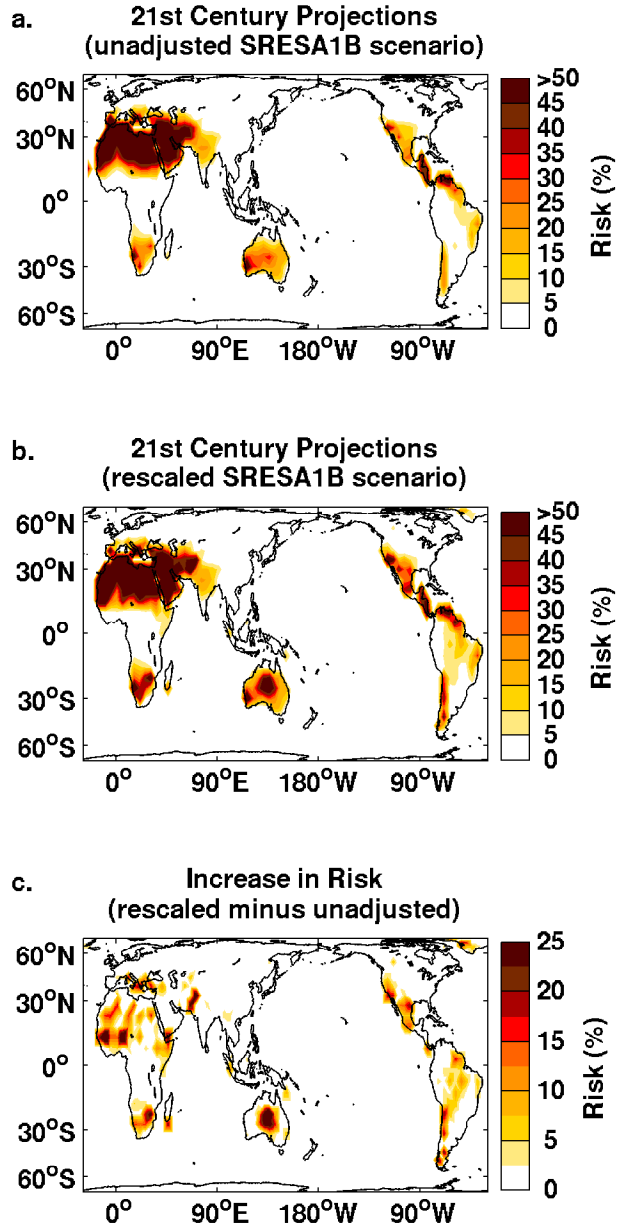 a.
21st Century Projections
(unadjusted SRESA1B scenario)
60°N
30°N
0°
30°S
60°S
0°
90°E
180°W
90°W
>50
45
40
35
30
25
20
15
10
5
0
Risk (%)
b.
21st Century Projections
(rescaled SRESA1B scenario)
60°N
30°N
0°
30°S
60°S
0°
90°E
180°W
90°W
>50
45
40
35
30
25
20
15
10
5
0
Risk (%)
c.
Increase in Risk
(rescaled minus unadjusted)
60°N
30°N
0°
30°S
60°S
0°
90°E
180°W
90°W
25
20
15
10
5
0
Risk (%)